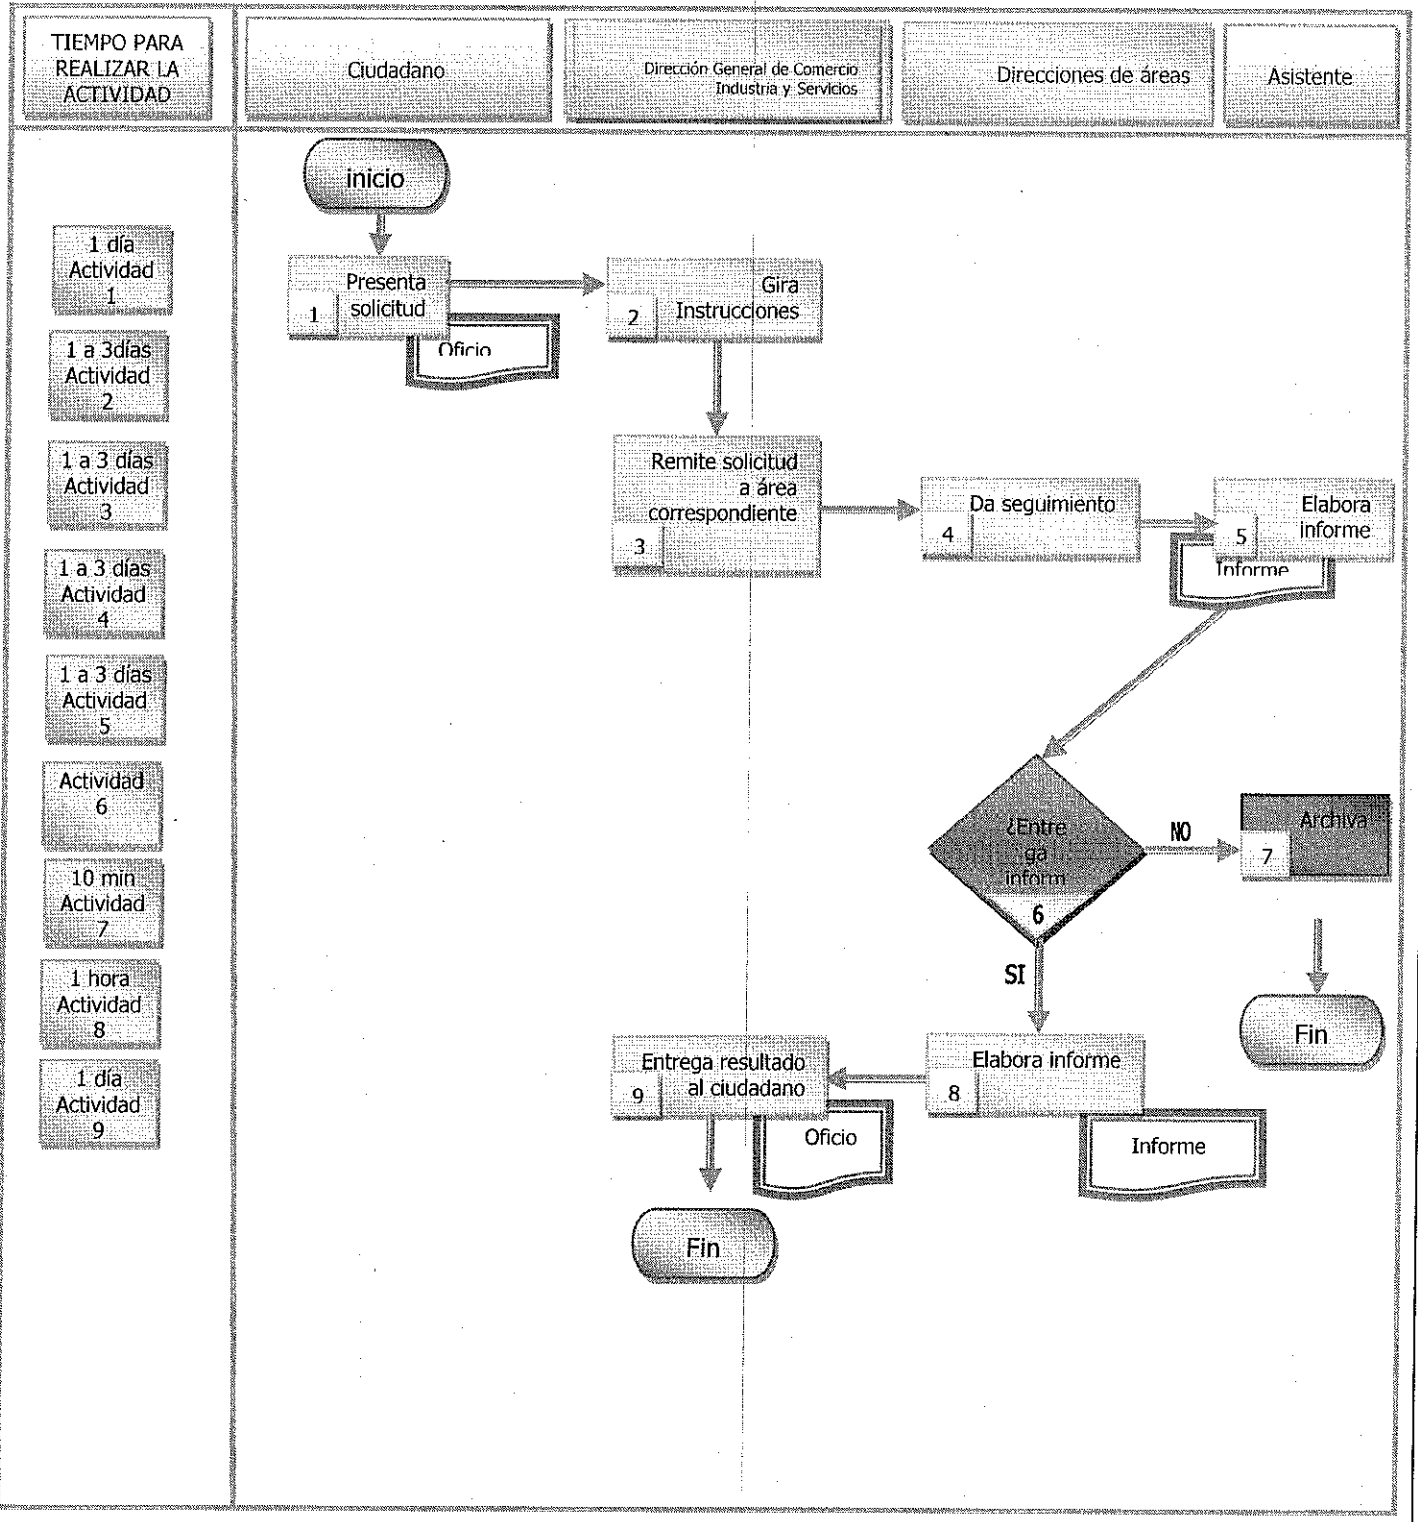 TIEMPO PARA
REALIZAR LA
ACTIVIDAD
Ciudadano
Dirección General de Comercio
Industria y Servicios
Direcciones de áreas
Asistente
inicio
1 día
Actividad
1
Presenta
solicitud
1
Oficio
Gira
Instrucciones
2
1 a 3días
Actividad
2
1 a 3 días
Actividad
3
Remite solicitud
a área
correspondiente
3
Da seguimiento
4
Elabora
informe
5
Informe
1 a 3 días
Actividad
4
1 a 3 días
Actividad
5
Actividad
6
¿Entre
ga
inform
6
NO
Archiva
7
10 min
Actividad
7
SI
1 hora
Actividad
8
Fin
Entrega resultado
al ciudadano
9
Elabora informe
8
1 día
Actividad
9
Oficio
Informe
Fin